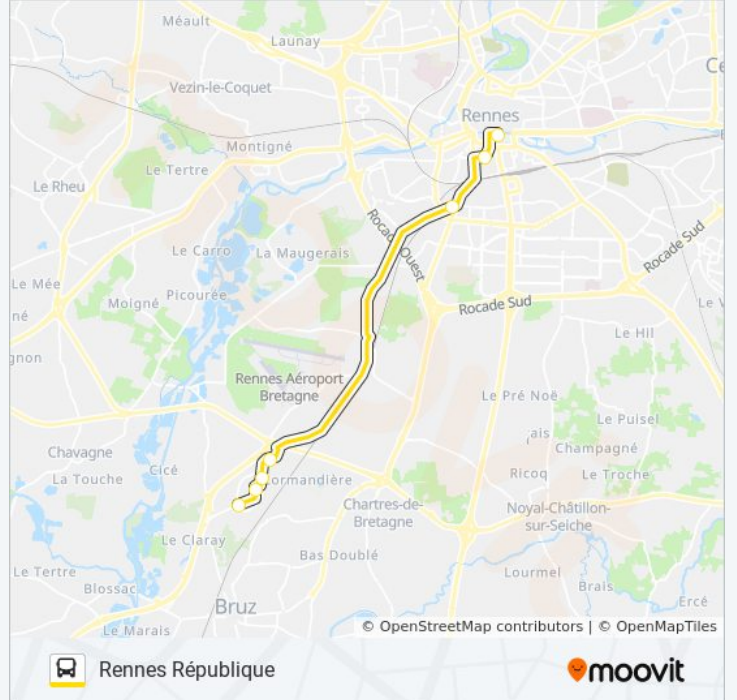 Méault
Launay
Ce
Vezin-le-Coquet
Rennes
Montigné
Le Tertre
Le Rheu
Rocade Ouest
Rocade Sud
Le Carro
La Maugerais
Le Mée
Picourée
Moigné
né
Rocade Sud
Le V
Le Hil
gnon
Rennes Aéroport
Bretagne
Le Pré Noë
Le Puisel
ais
Champagné
Chavagne
Cicé
La Touche
ormandière
Ricoq
Le Troche
Chartres-de-
Bretagne
Noyal-Châtillon-
sur-Seiche
Le Claray
Bas Doublé
Le Tertre
Lourmel
Blossac
Brais
Ercé
Bruz
Le Marais
© OpenStreetMap contributors | © OpenMapTiles
Rennes République
moovit